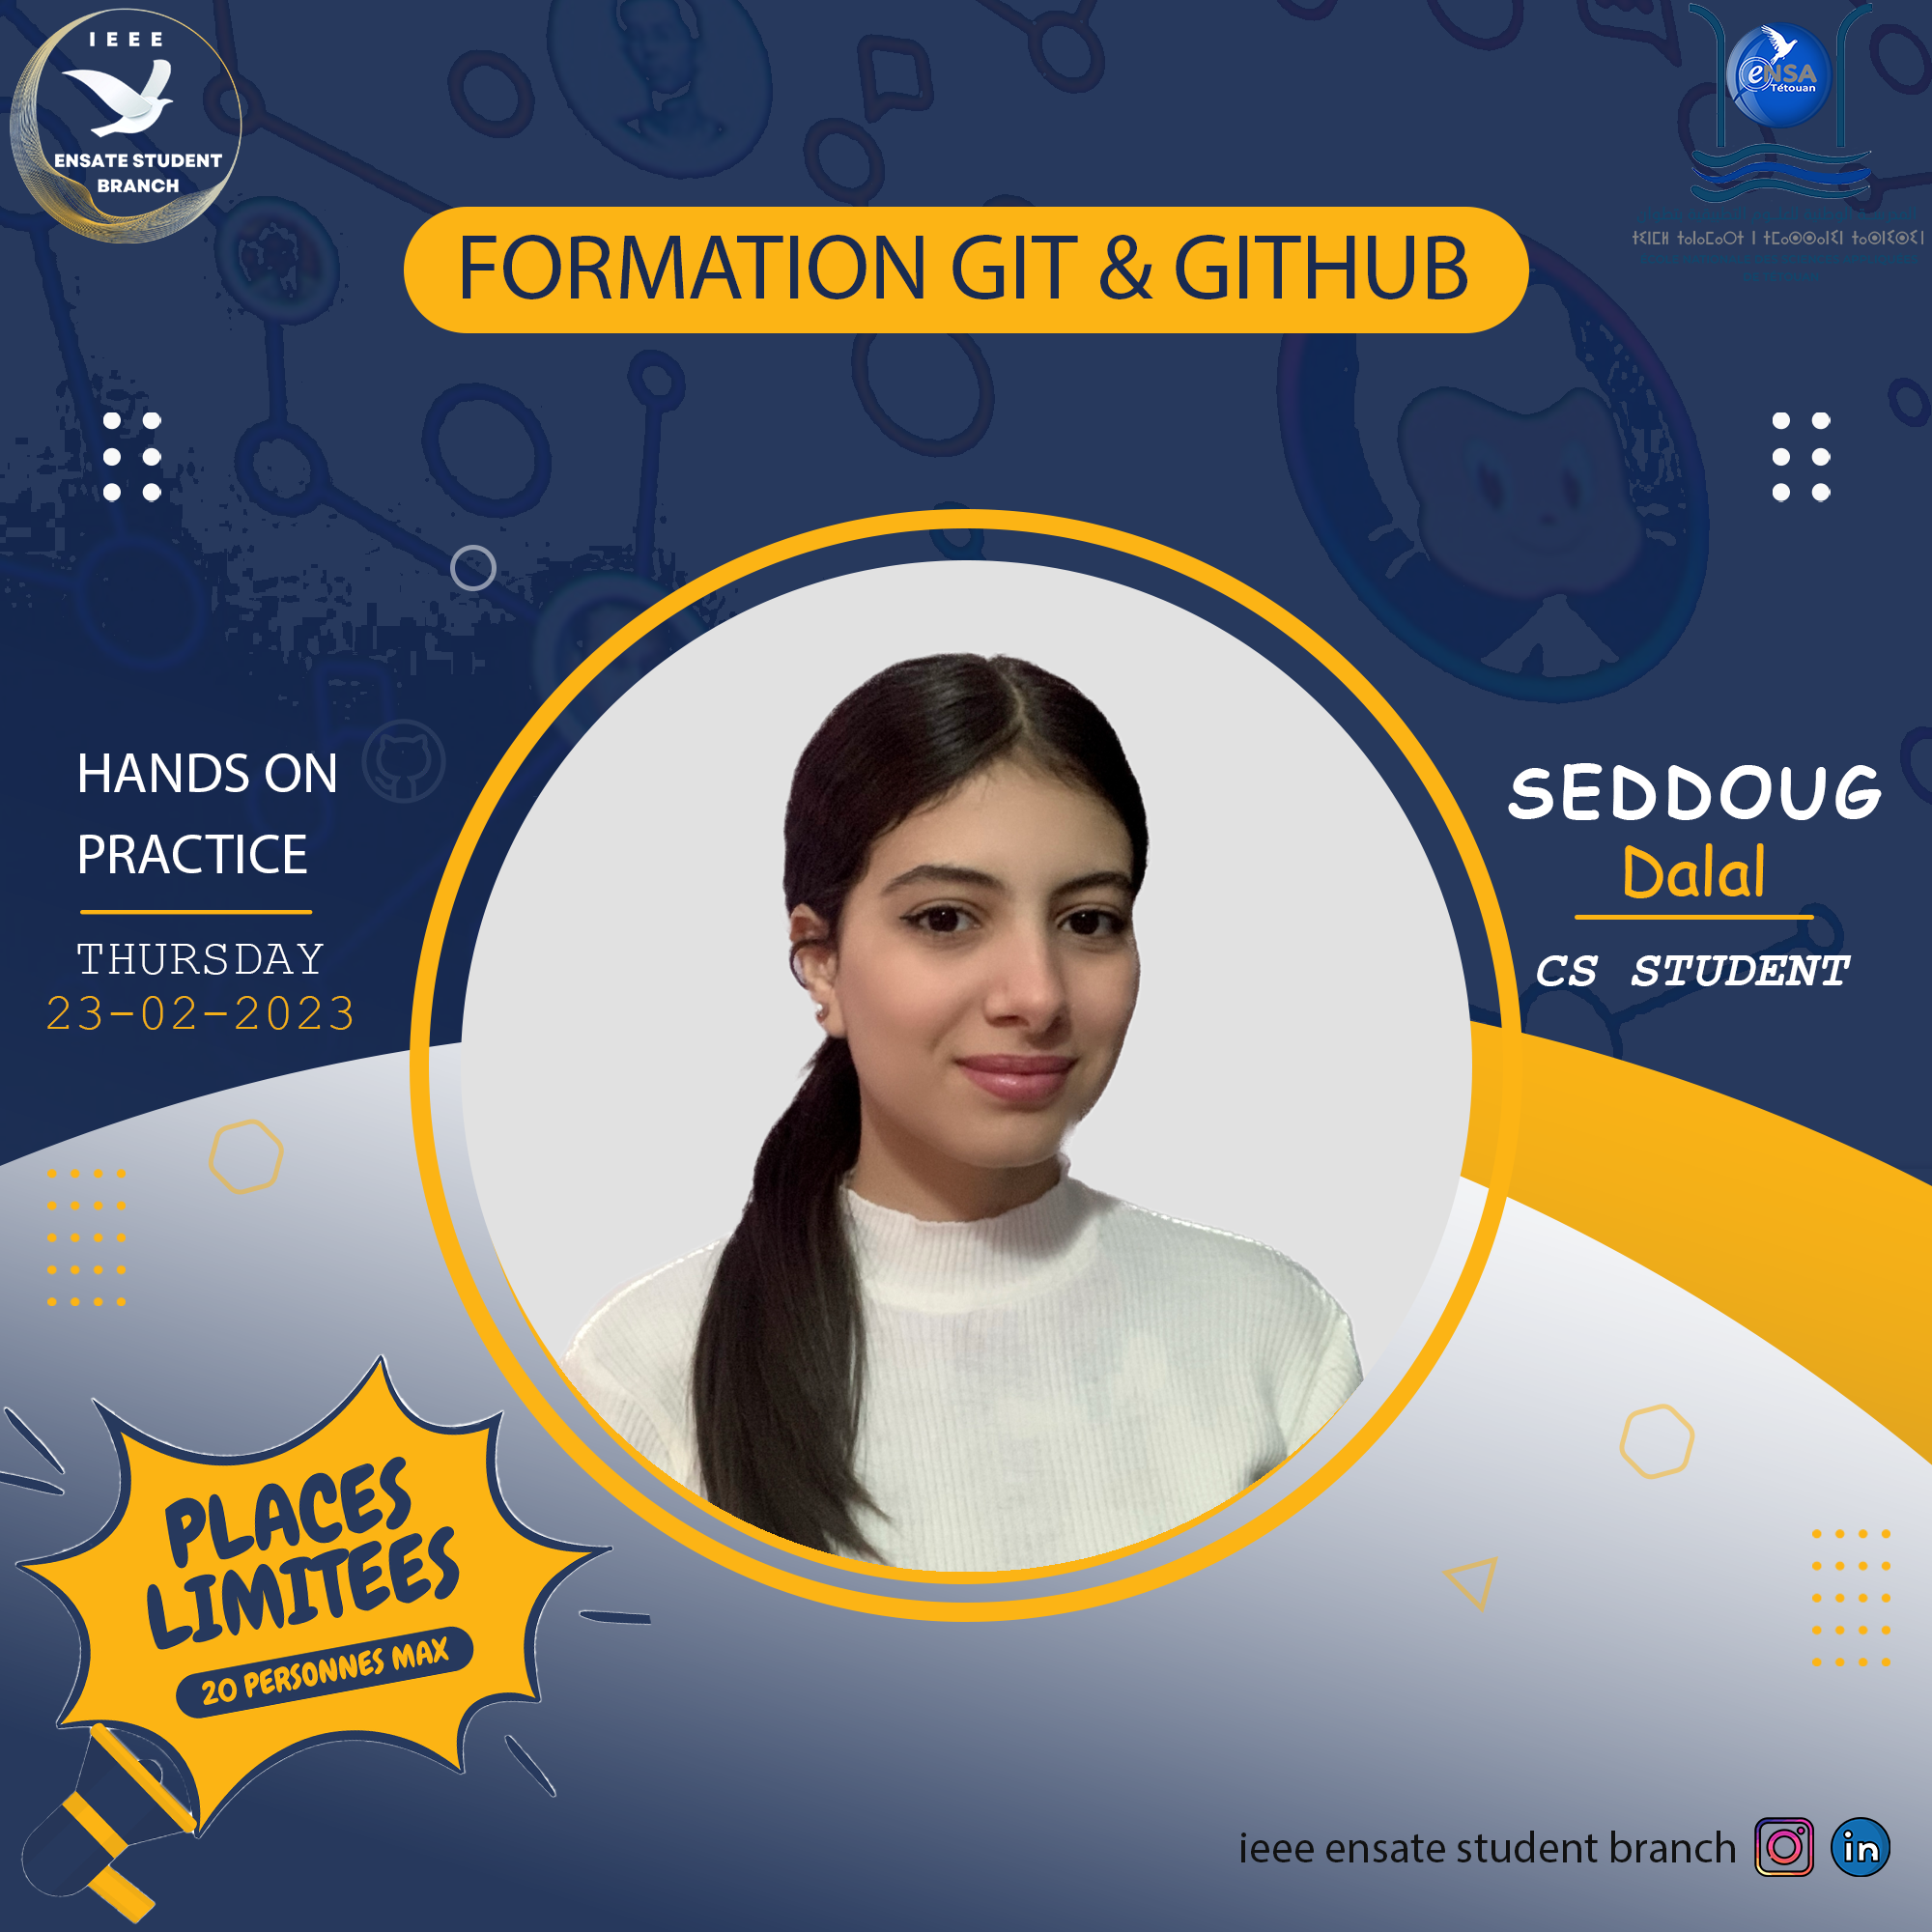 IEEE
ENSATE STUDENT
BRANCH
eNSA
Tétouan
FORMATION GIT & GITHUB
HANDS ON
PRACTICE
THURSDAY
23-02-2023
SEDDOUG
Dalal
CS STUDENT
PLACES
LIMITEES
20 PERSONNES MAX
ieee ensate student branch
in